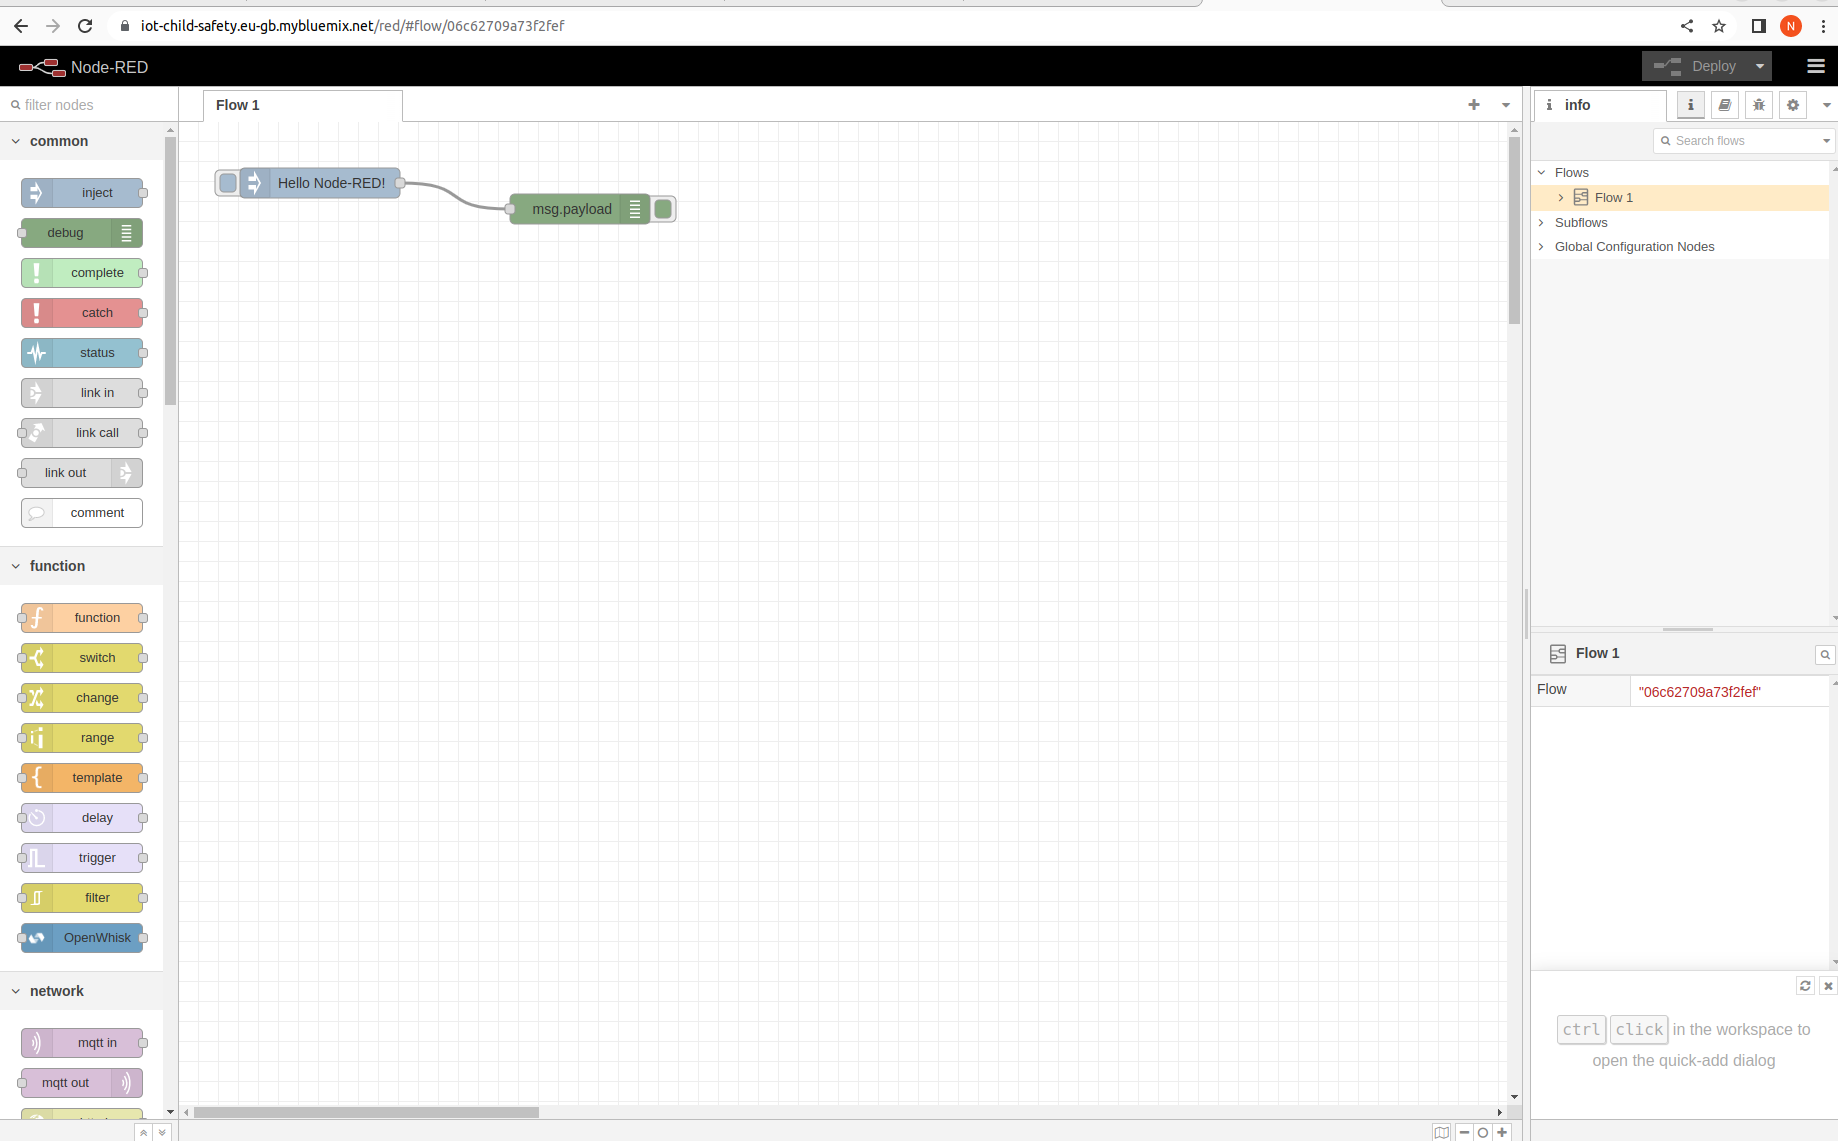 iot-child-safety.eu-gb.mybluemix.net/red/#flow/06c62709a73f2fef
N
Node-RED
Deploy
filter nodes
Flow 1
info
common
Search flows
inject
debug
complete
catch
status
link in
link call
link out
comment
Hello Node-RED!
msg.payload
Flows
Flow 1
Subflows
Global Configuration Nodes
function
function
switch
change
range
template
delay
trigger
filter
OpenWhisk
Flow 1
Flow
"06c62709a73f2fef"
network
mqtt in
mqtt out
ctrl click in the workspace to
open the quick-add dialog